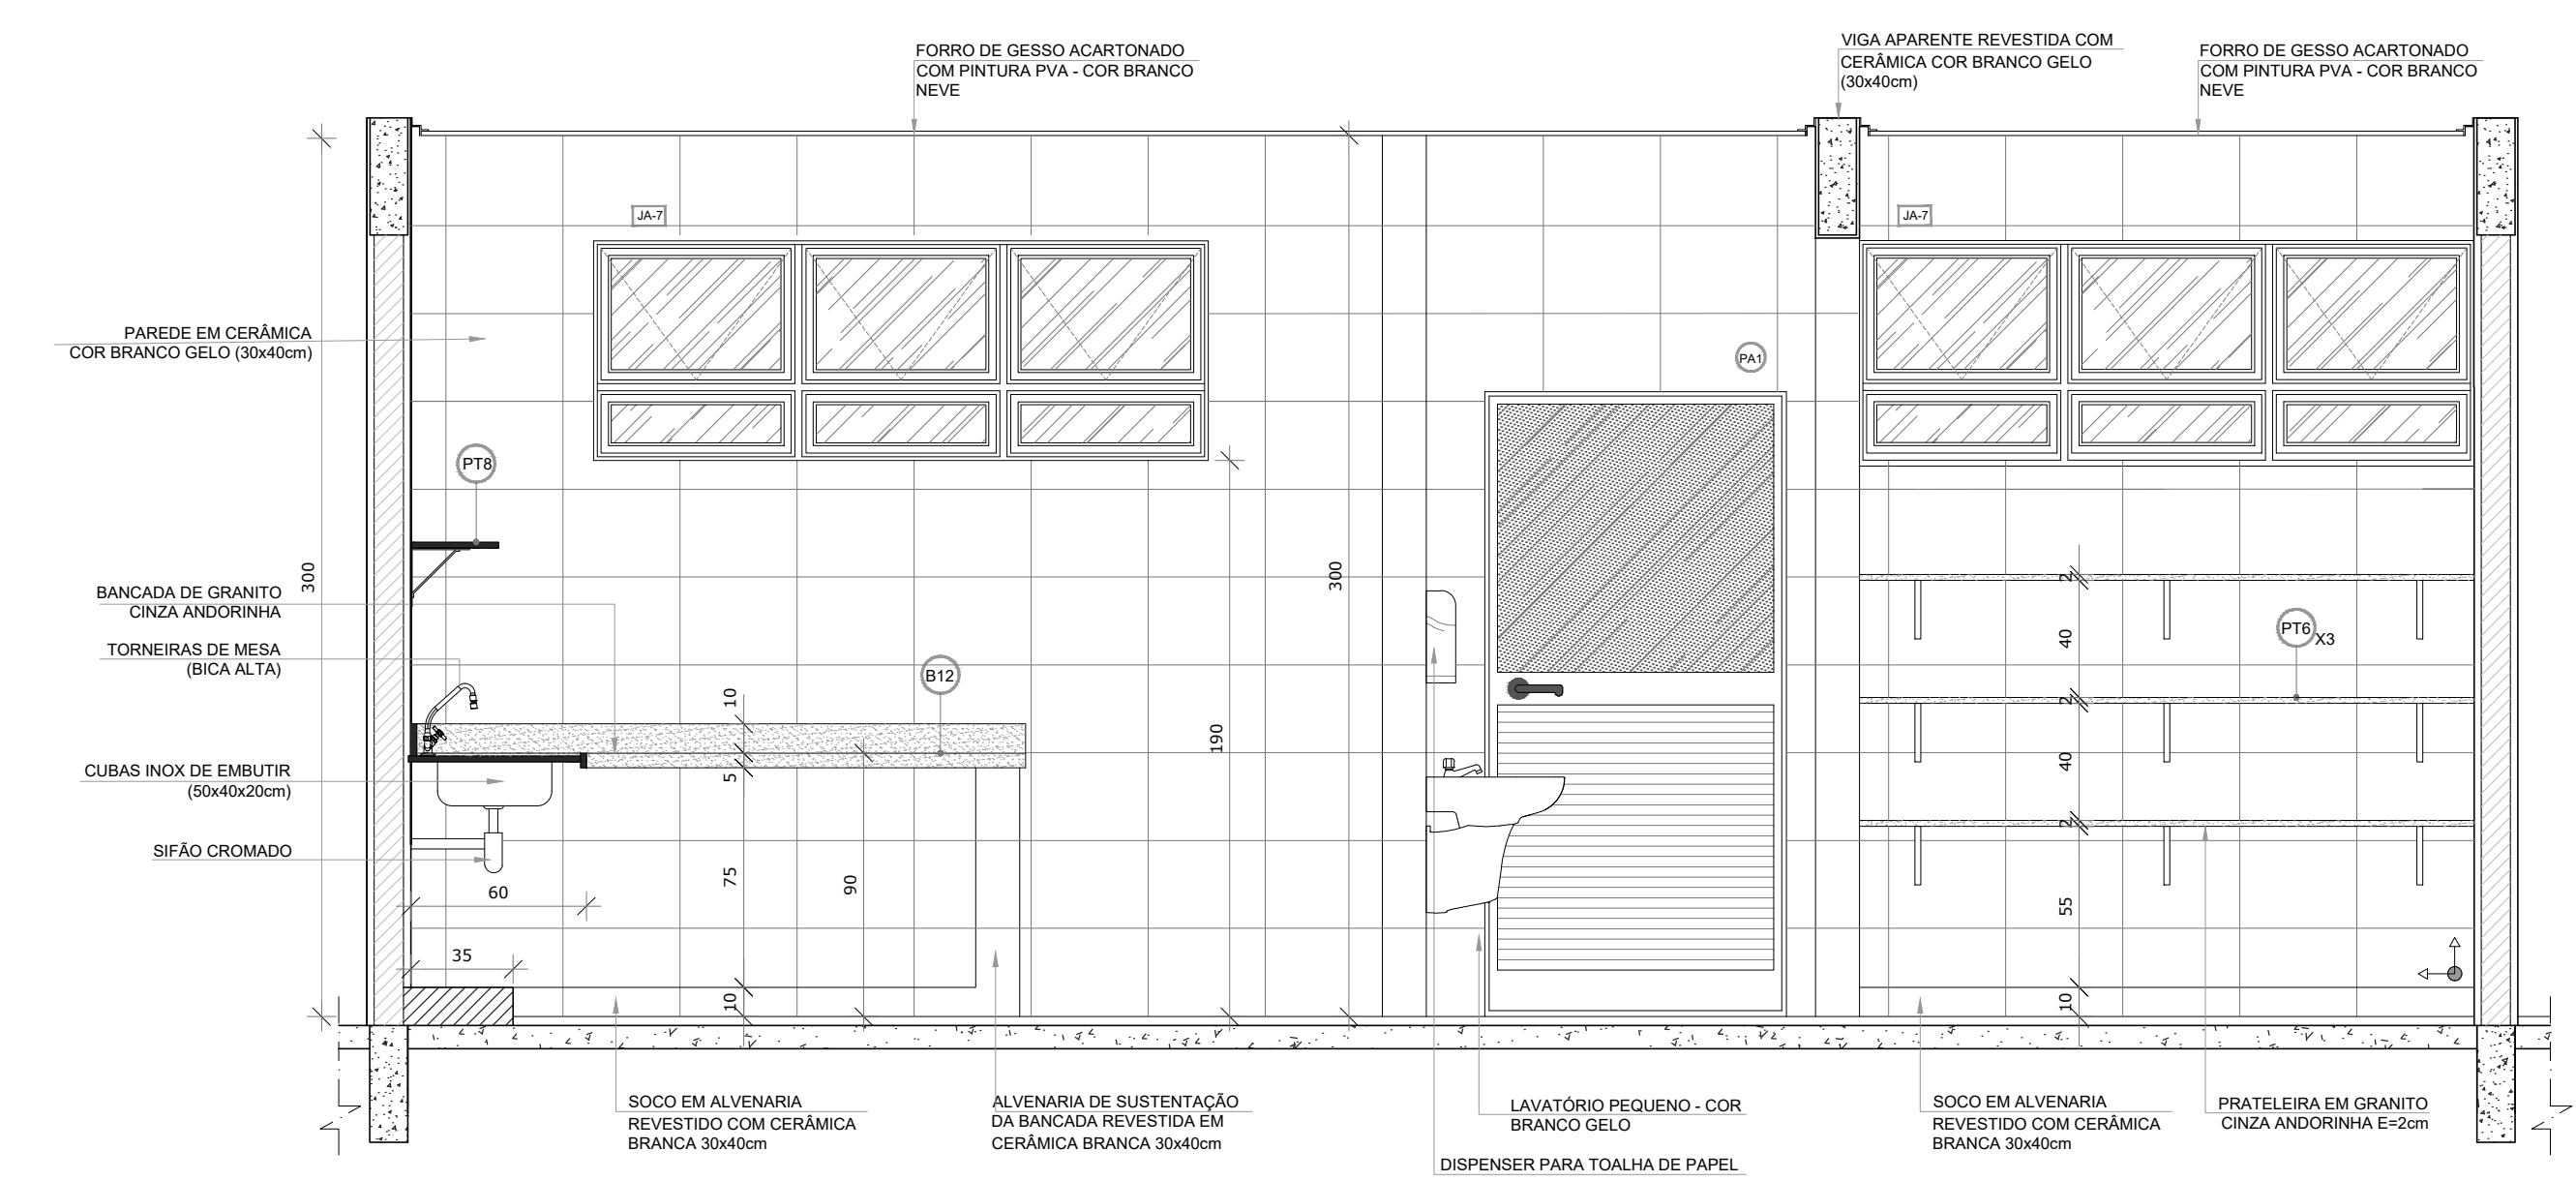 FORRO DE GESSO ACARTONADO
COM PINTURA PVA - COR BRANCO
NEVE
VIGA APARENTE REVESTIDA COM
CERÂMICA COR BRANCO GELO
(30x40cm)
FORRO DE GESSO ACARTONADO
COM PINTURA PVA - COR BRANCO
NEVE
JA-7
JA-7
PAREDE EM CERÂMICA
COR BRANCO GELO (30x40cm)
PA1
PT8
300
300
BANCADA DE GRANITO
CINZA ANDORINHA
TORNEIRAS DE MESA
(BICA ALTA)
B12
10
190
2
40
PT6
X3
2
CUBAS INOX DE EMBUTIR
(50x40x20cm)
5
40
2
SIFÃO CROMADO
60
75
90
55
35
10
10
SOCO EM ALVENARIA
REVESTIDO COM CERÂMICA
BRANCA 30x40cm
ALVENARIA DE SUSTENTAÇÃO
DA BANCADA REVESTIDA EM
CERÂMICA BRANCA 30x40cm
LAVATÓRIO PEQUENO - COR
BRANCO GELO
DISPENSER PARA TOALHA DE PAPEL
SOCO EM ALVENARIA
REVESTIDO COM CERÂMICA
BRANCA 30x40cm
PRATELEIRA EM GRANITO
CINZA ANDORINHA E=2cm